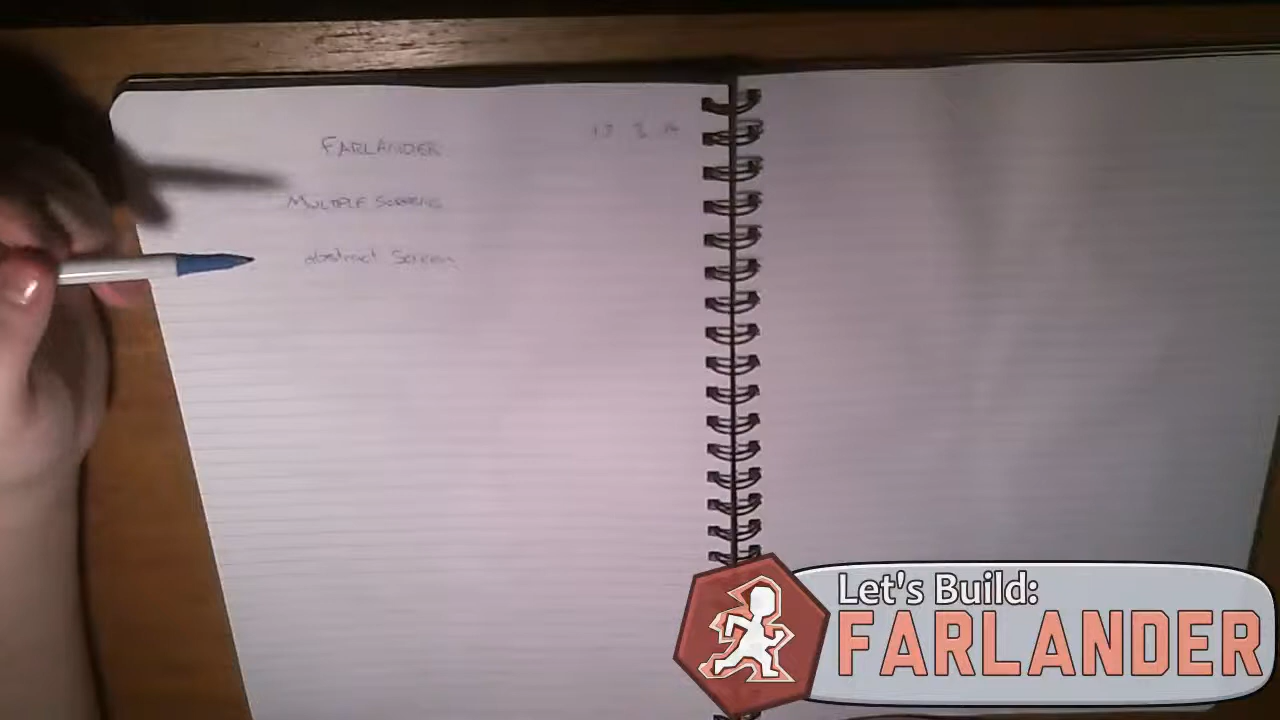 FARLANDER
MULTIPLE SCREENS
abstract Screen
Let's Build:
FARLANDER